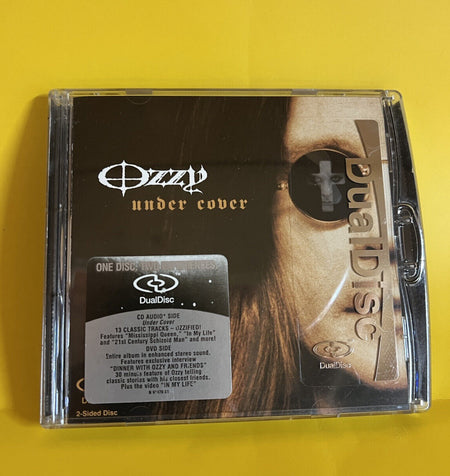 Ozzy
under cover
DualDisc
ONE DISC, TWO
DualDisc
CD AUDIO* SIDE
Under Cover
13 CLASSIC TRACKS – OZZIFIED!
Features "Mississippi Queen," "In My Life"
and "21st Century Schizoid Man" and more!
DVD SIDE
Entire album in enhanced stereo sound.
Features exclusive interview
"DINNER WITH OZZY AND FRIENDS"
30 minute feature of Ozzy telling
classic stories with his closest friends.
Plus the video "IN MY LIFE"
2-Sided Disc
DualDisc